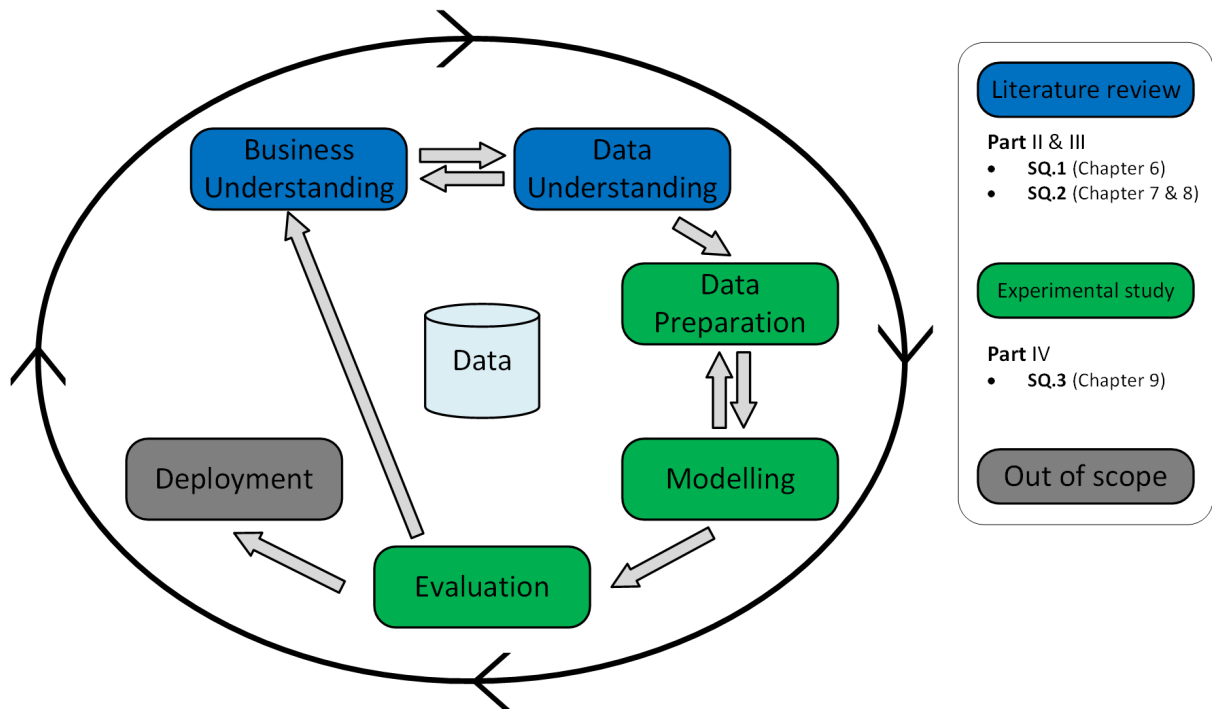 Business
Understanding
Data
Understanding
Data
Preparation
Data
Deployment
Modelling
Evaluation
Literature review
Part II & III
• SQ.1 (Chapter 6)
• SQ.2 (Chapter 7 & 8)
Experimental study
Part IV
• SQ.3 (Chapter 9)
Out of scope